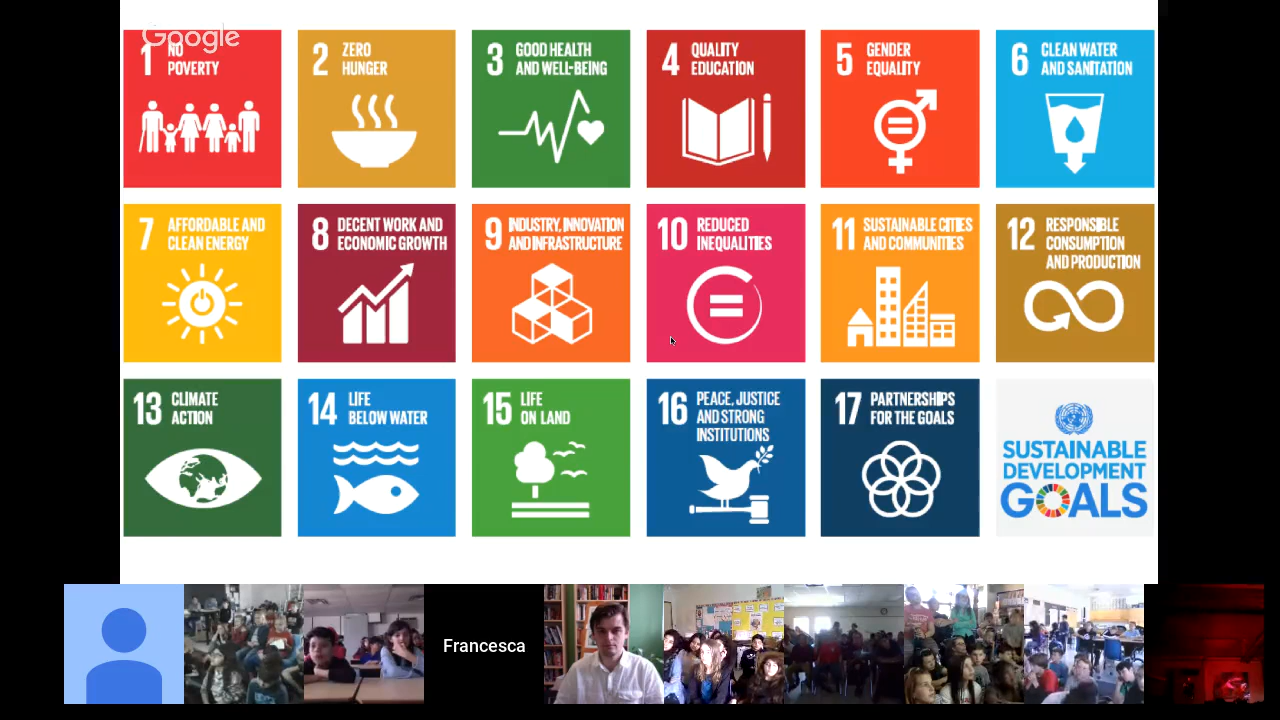 Google
1 NO
POVERTY
2 ZERO
HUNGER
3 GOOD HEALTH
AND WELL-BEING
4 QUALITY
EDUCATION
5 GENDER
EQUALITY
6 CLEAN WATER
AND SANITATION
7 AFFORDABLE AND
CLEAN ENERGY
8 DECENT WORK AND
ECONOMIC GROWTH
9 INDUSTRY, INNOVATION
AND INFRASTRUCTURE
10 REDUCED
INEQUALITIES
11 SUSTAINABLE CITIES
AND COMMUNITIES
12 RESPONSIBLE
CONSUMPTION
AND PRODUCTION
13 CLIMATE
ACTION
14 LIFE
BELOW WATER
15 LIFE
ON LAND
16 PEACE, JUSTICE
AND STRONG
INSTITUTIONS
17 PARTNERSHIPS
FOR THE GOALS
SUSTAINABLE
DEVELOPMENT
GOALS
Francesca